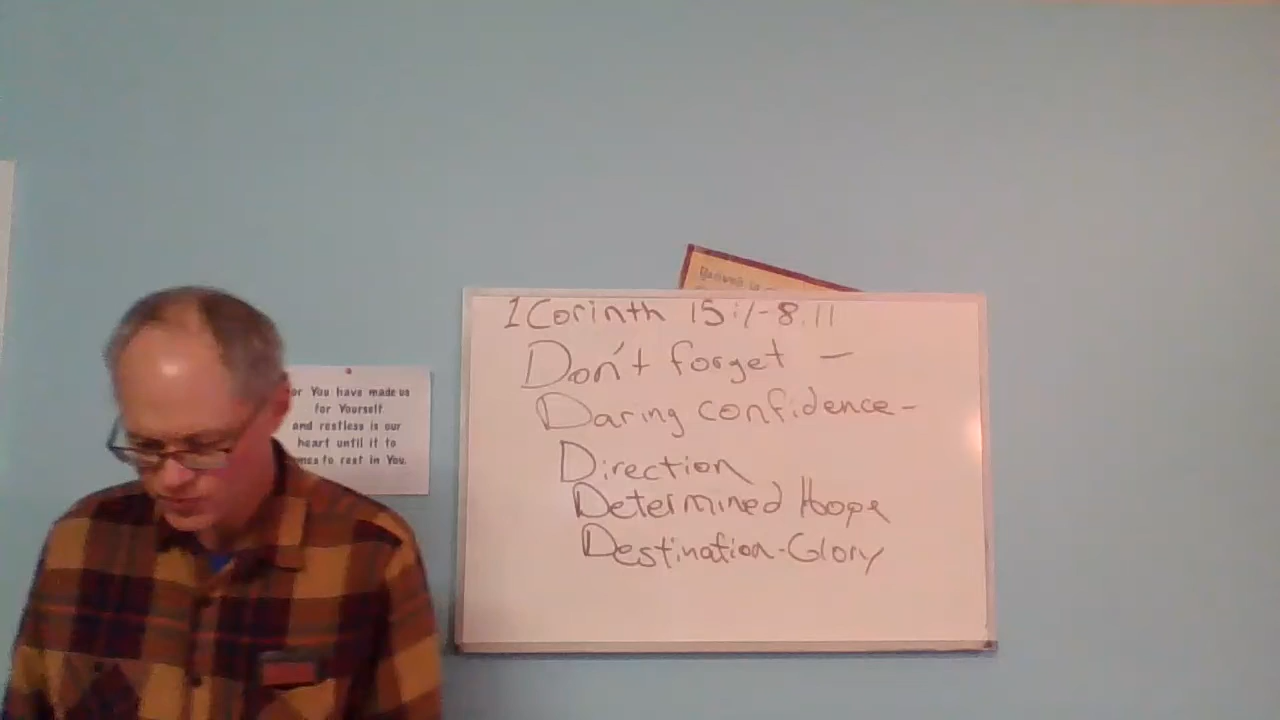 1 Corinth 15:1-8,11
Don't forget —
Daring confidence -
Direction
Determined Hope
Destination-Glory
or You have made us
for Yourself
and restless is our
heart until it to
mes to rest in You.